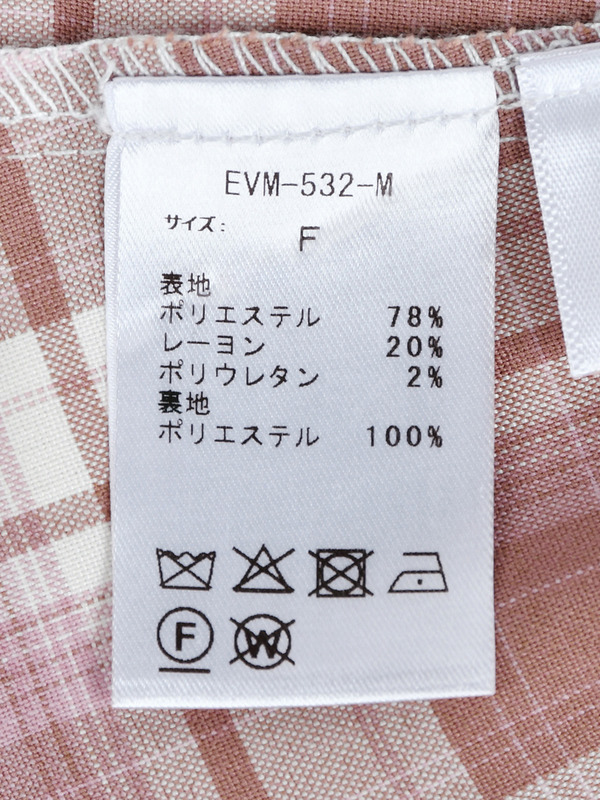 EVM-532-M
サイズ:
F
表地
ポリエステル 78%
レーヨン 20%
ポリウレタン 2%
裏地
ポリエステル 100%
F
W